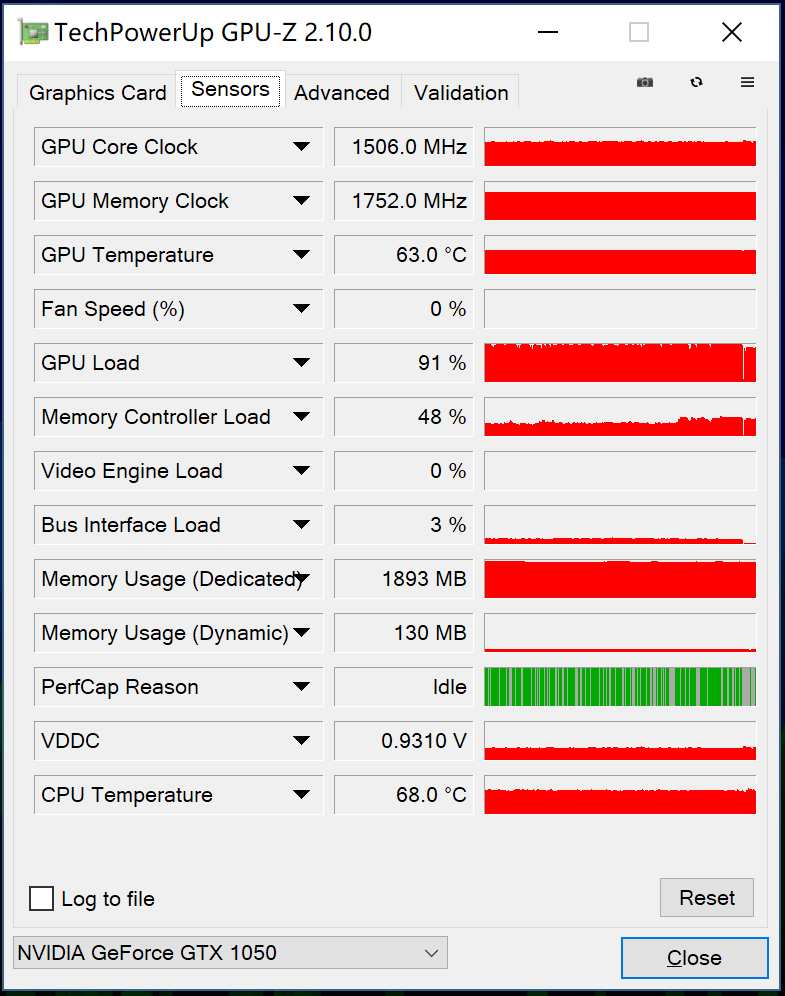 TechPowerUp GPU-Z 2.10.0
Graphics Card Sensors Advanced Validation
GPU Core Clock 1506.0 MHz
GPU Memory Clock 1752.0 MHz
GPU Temperature 63.0 °C
Fan Speed (%) 0 %
GPU Load 91 %
Memory Controller Load 48 %
Video Engine Load 0 %
Bus Interface Load 3 %
Memory Usage (Dedicated) 1893 MB
Memory Usage (Dynamic) 130 MB
PerfCap Reason Idle
VDDC 0.9310 V
CPU Temperature 68.0 °C
Log to file Reset
NVIDIA GeForce GTX 1050 Close